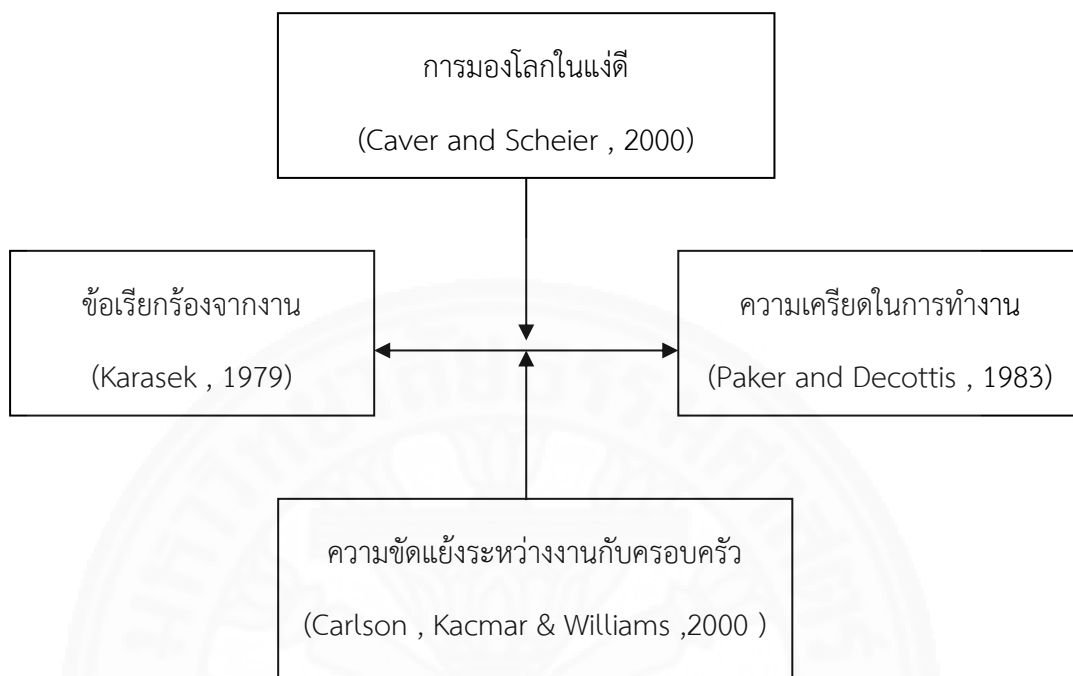 การมองโลกในแง่ดี
(Caver and Scheier , 2000)
ข้อเรียกร้องจากงาน
(Karasek , 1979)
ความเครียดในการทำงาน
(Paker and Decottis , 1983)
ความขัดแย้งระหว่างงานกับครอบครัว
(Carlson , Kacmar & Williams ,2000 )